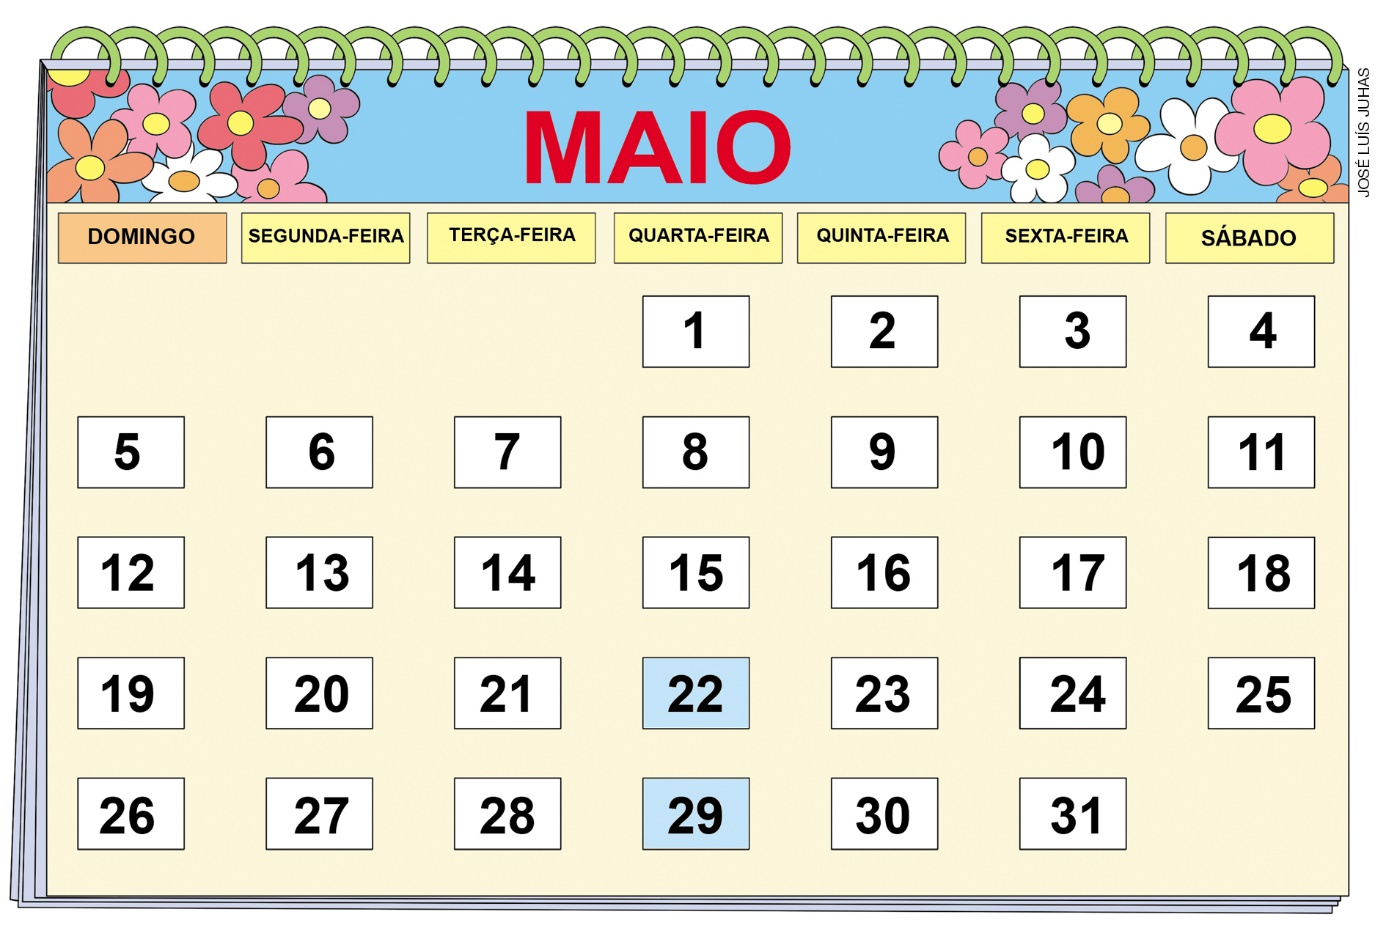 MAIO
DOMINGO SEGUNDA-FEIRA TERÇA-FEIRA QUARTA-FEIRA QUINTA-FEIRA SEXTA-FEIRA SÁBADO
1 2 3 4
5 6 7 8 9 10 11
12 13 14 15 16 17 18
19 20 21 22 23 24 25
26 27 28 29 30 31
JOSÉ LUÍS JUHAS